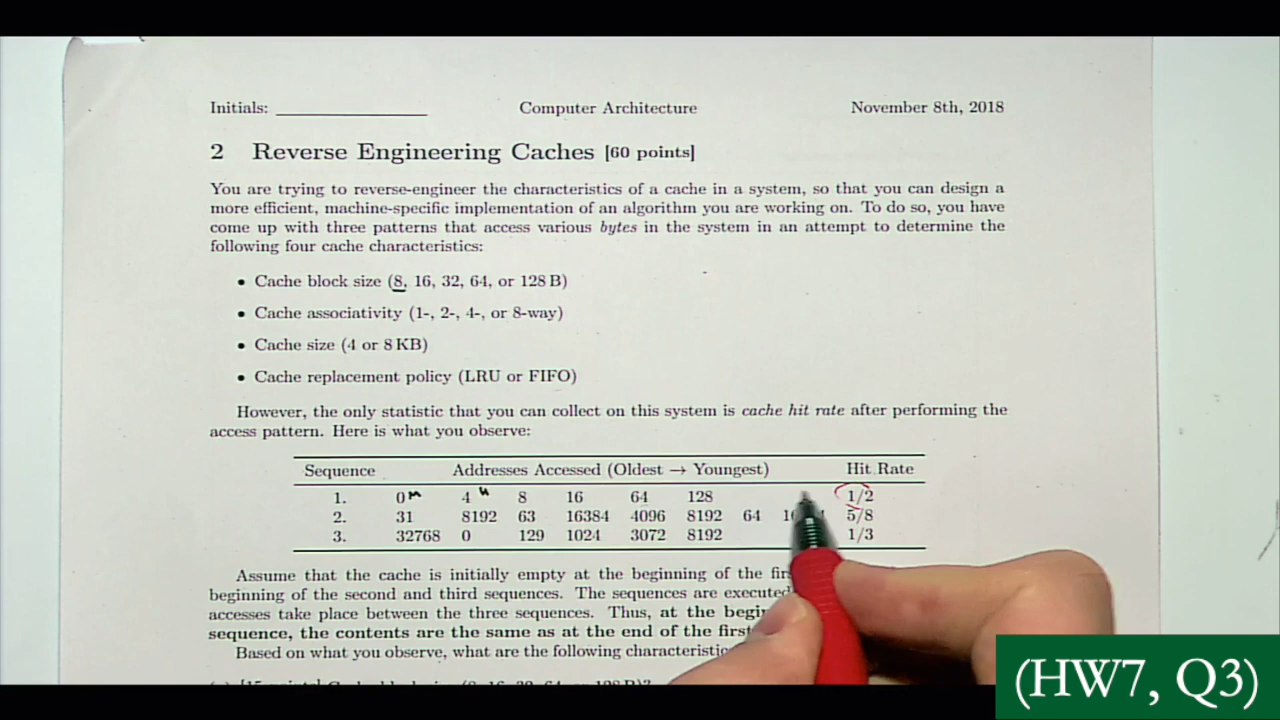 Initials: Computer Architecture November 8th, 2018
2 Reverse Engineering Caches [60 points]
You are trying to reverse-engineer the characteristics of a cache in a system, so that you can design a
more efficient, machine-specific implementation of an algorithm you are working on. To do so, you have
come up with three patterns that access various bytes in the system in an attempt to determine the
following four cache characteristics:
• Cache block size (8, 16, 32, 64, or 128 B)
• Cache associativity (1-, 2-, 4-, or 8-way)
• Cache size (4 or 8 KB)
• Cache replacement policy (LRU or FIFO)
However, the only statistic that you can collect on this system is cache hit rate after performing the
access pattern. Here is what you observe:
Sequence Addresses Accessed (Oldest → Youngest) Hit Rate
1. 0 M 4 H 8 16 64 128 1/2
2. 31 8192 63 16384 4096 8192 64 5/8
3. 32768 0 129 1024 3072 8192 1/3
Assume that the cache is initially empty at the beginning of the
beginning of the second and third sequences. The sequences are executed
accesses take place between the three sequences. Thus, at the
sequence, the contents are the same as at the end of the first
Based on what you observe, what are the following
(HW7, Q3)